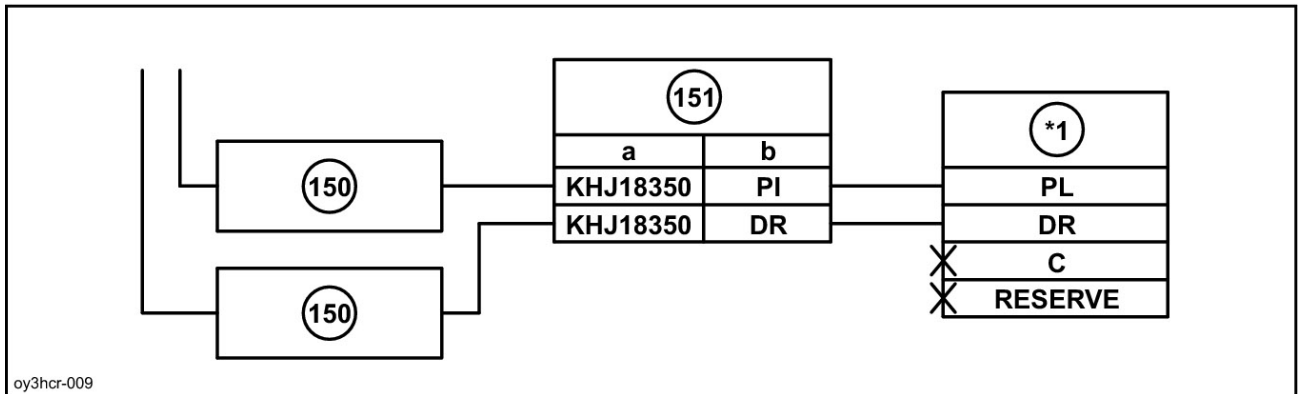 151
*1
a b
150 KHJ18350 PI PL
KHJ18350 DR DR
C
150 RESERVE
oy3hcr-009